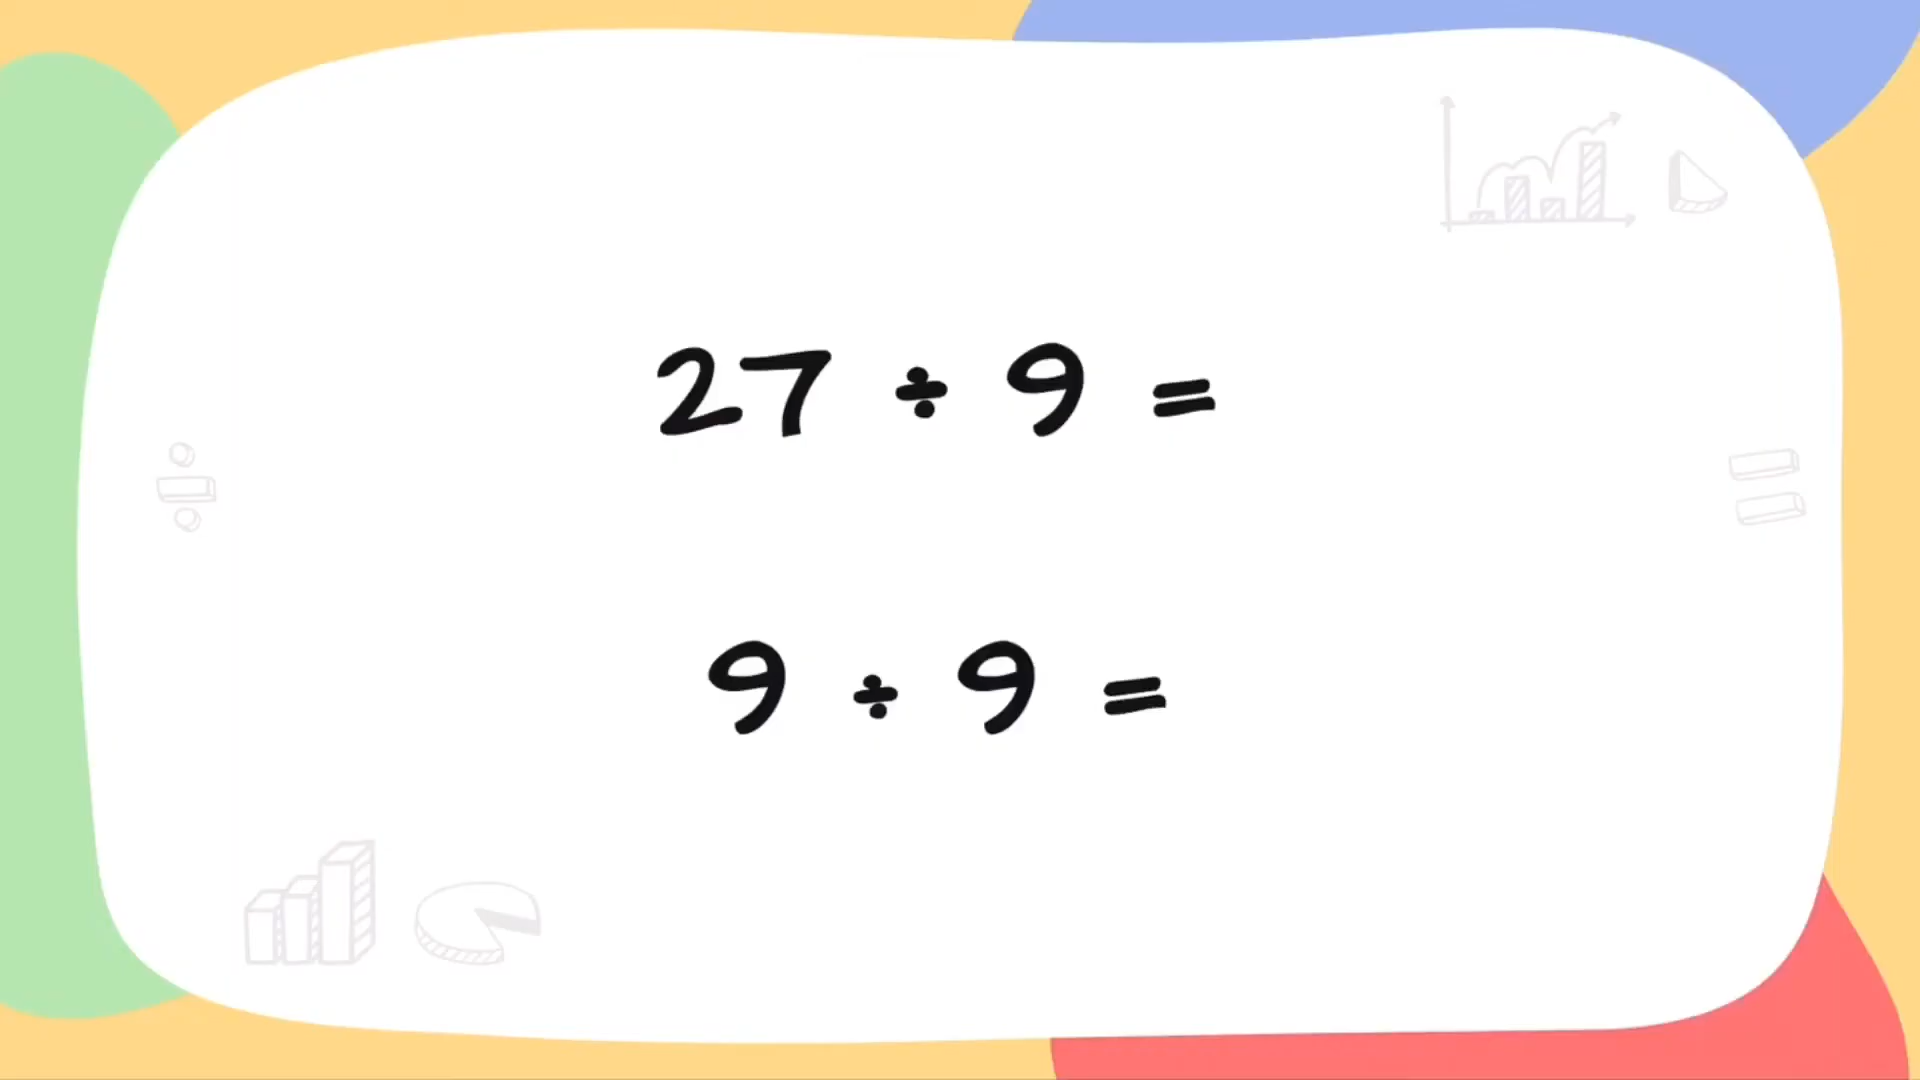 27 ÷ 9 =
9 ÷ 9 =